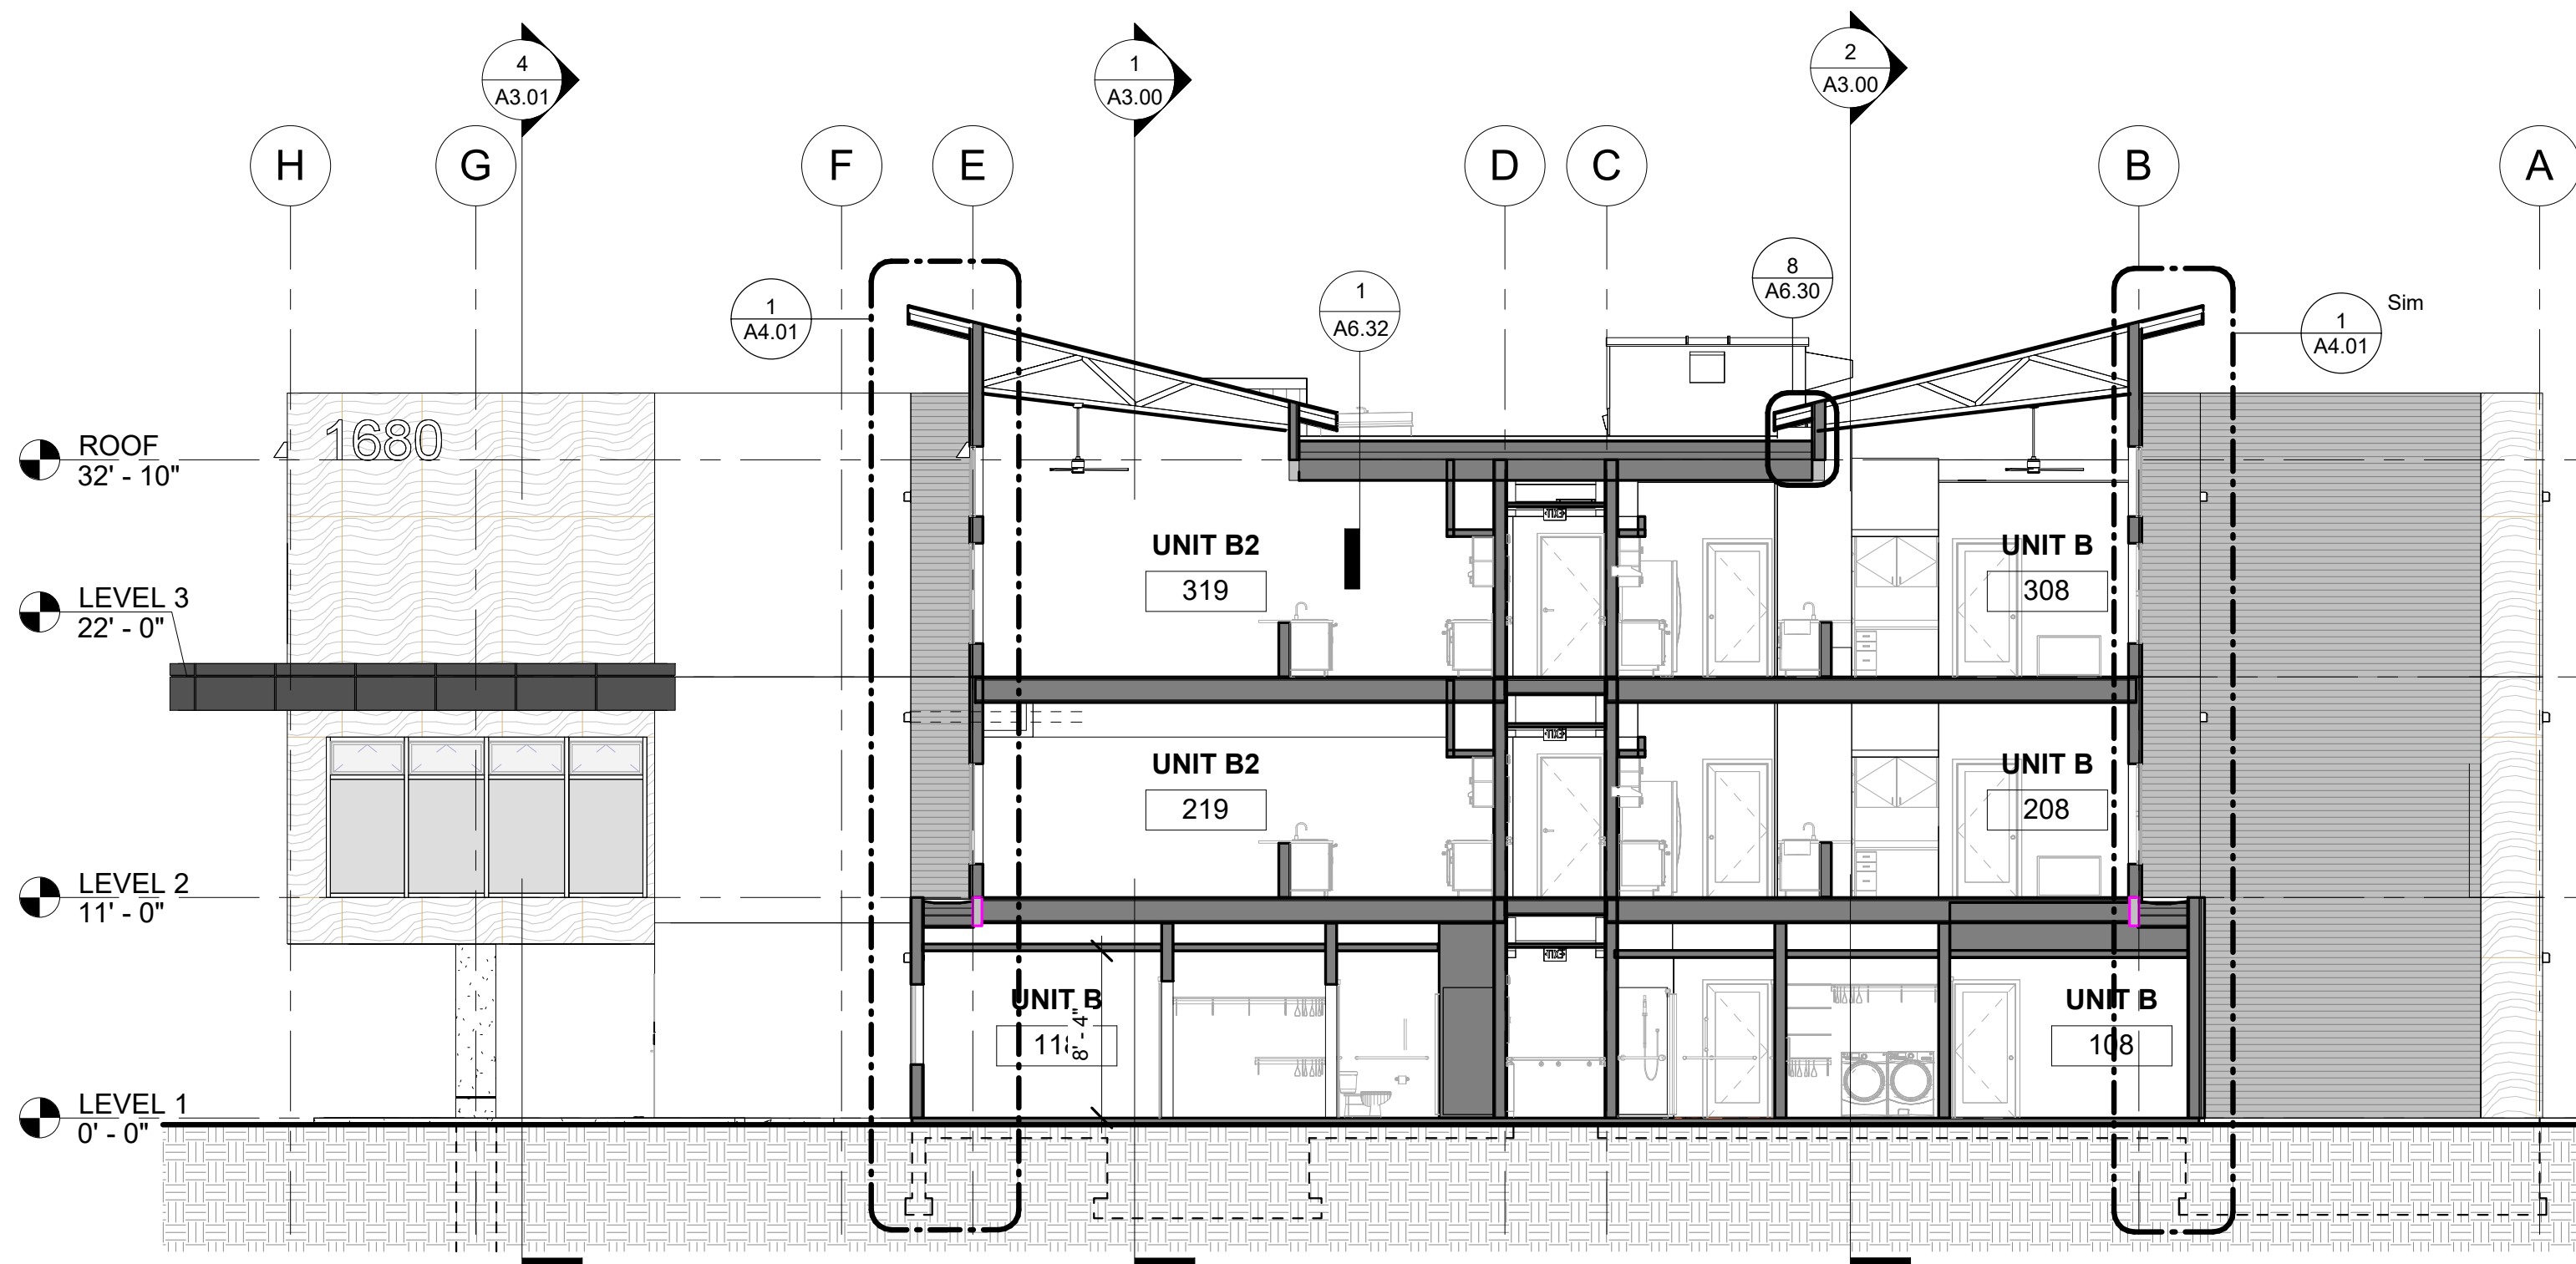 4
A3.01
1
A3.00
2
A3.00
H
G
F
E
D
C
B
A
1
A4.01
1
A6.32
8
A6.30
1
A4.01
Sim
1680
ROOF
32' - 10"
LEVEL 3
22' - 0"
LEVEL 2
11' - 0"
LEVEL 1
0' - 0"
UNIT B2
319
UNIT B
308
UNIT B2
219
UNIT B
208
UNIT B
8' - 4"
UNIT B
108